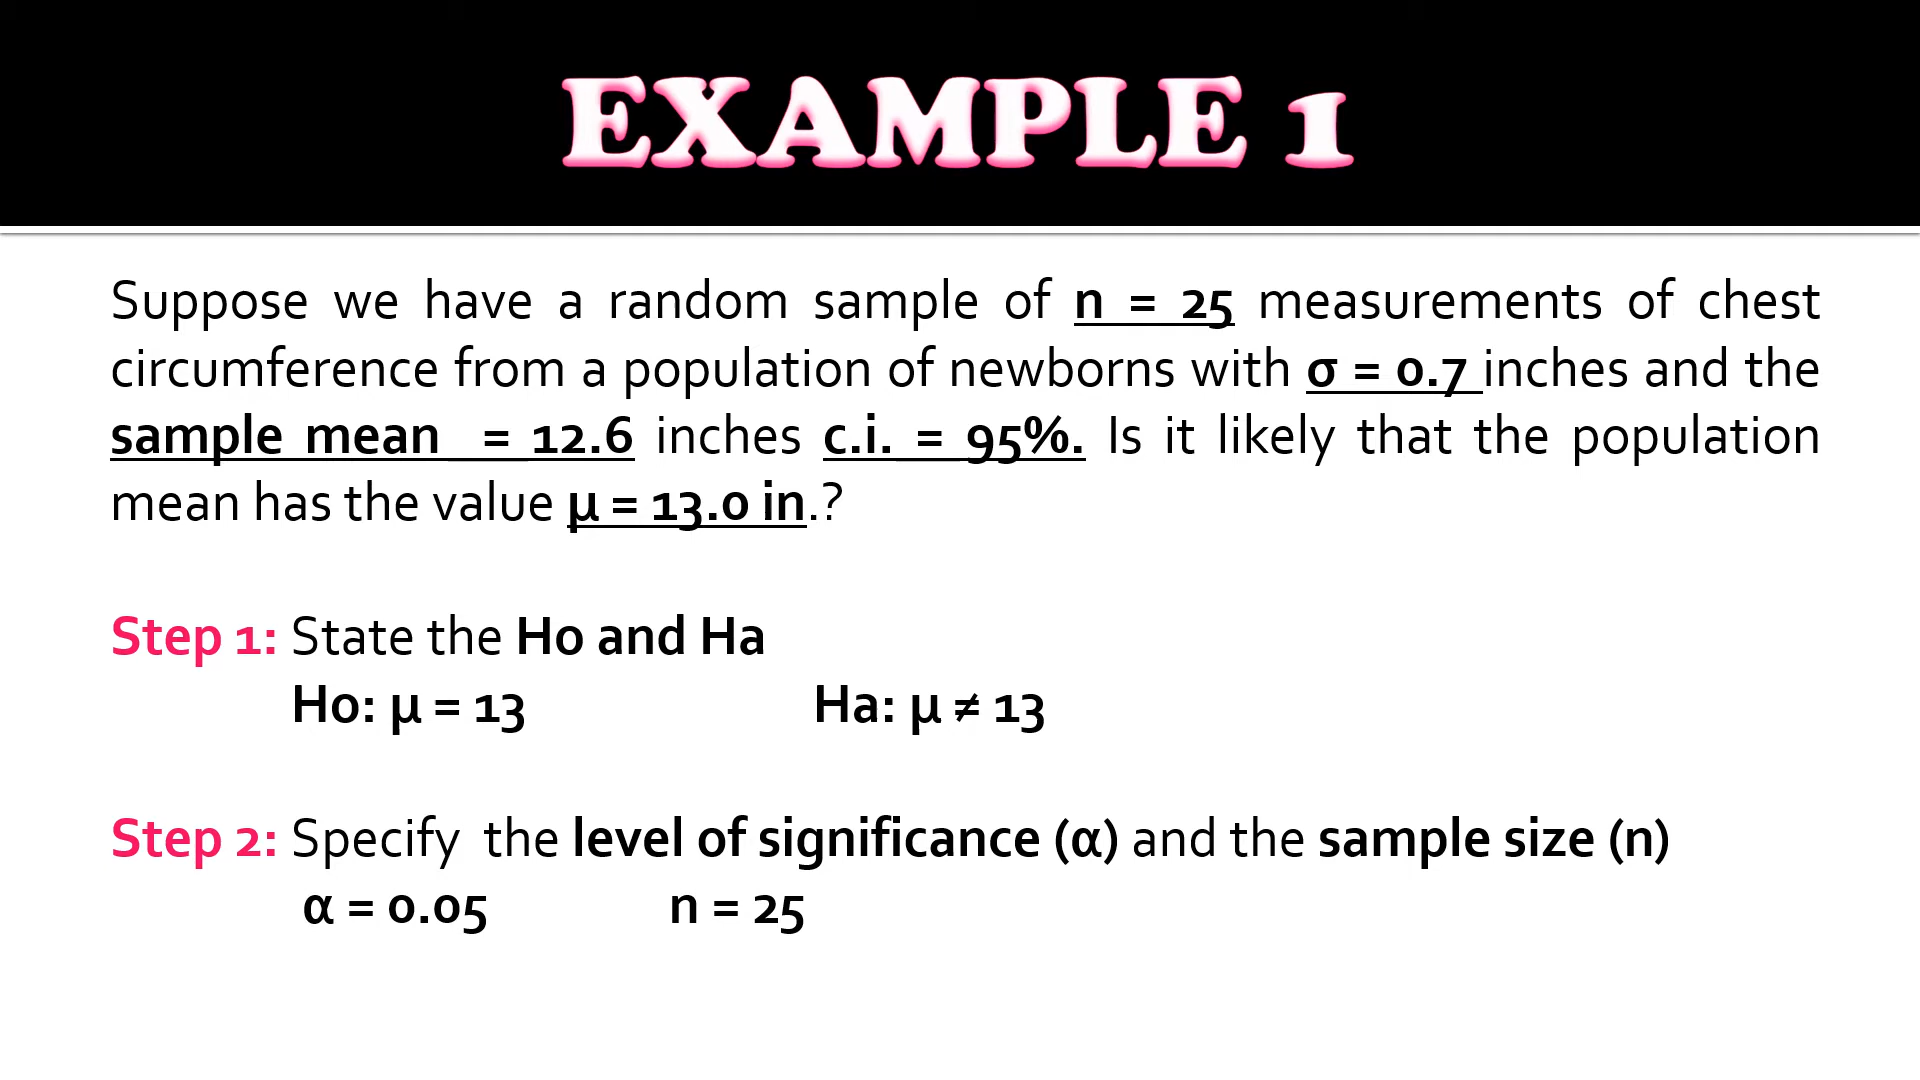 EXAMPLE 1
Suppose we have a random sample of n = 25 measurements of chest
circumference from a population of newborns with σ = 0.7 inches and the
sample mean = 12.6 inches c.i. = 95%. Is it likely that the population
mean has the value μ = 13.0 in.?
Step 1: State the Ho and Ha
Ho: μ = 13 Ha: μ ≠ 13
Step 2: Specify the level of significance (α) and the sample size (n)
α = 0.05 n = 25